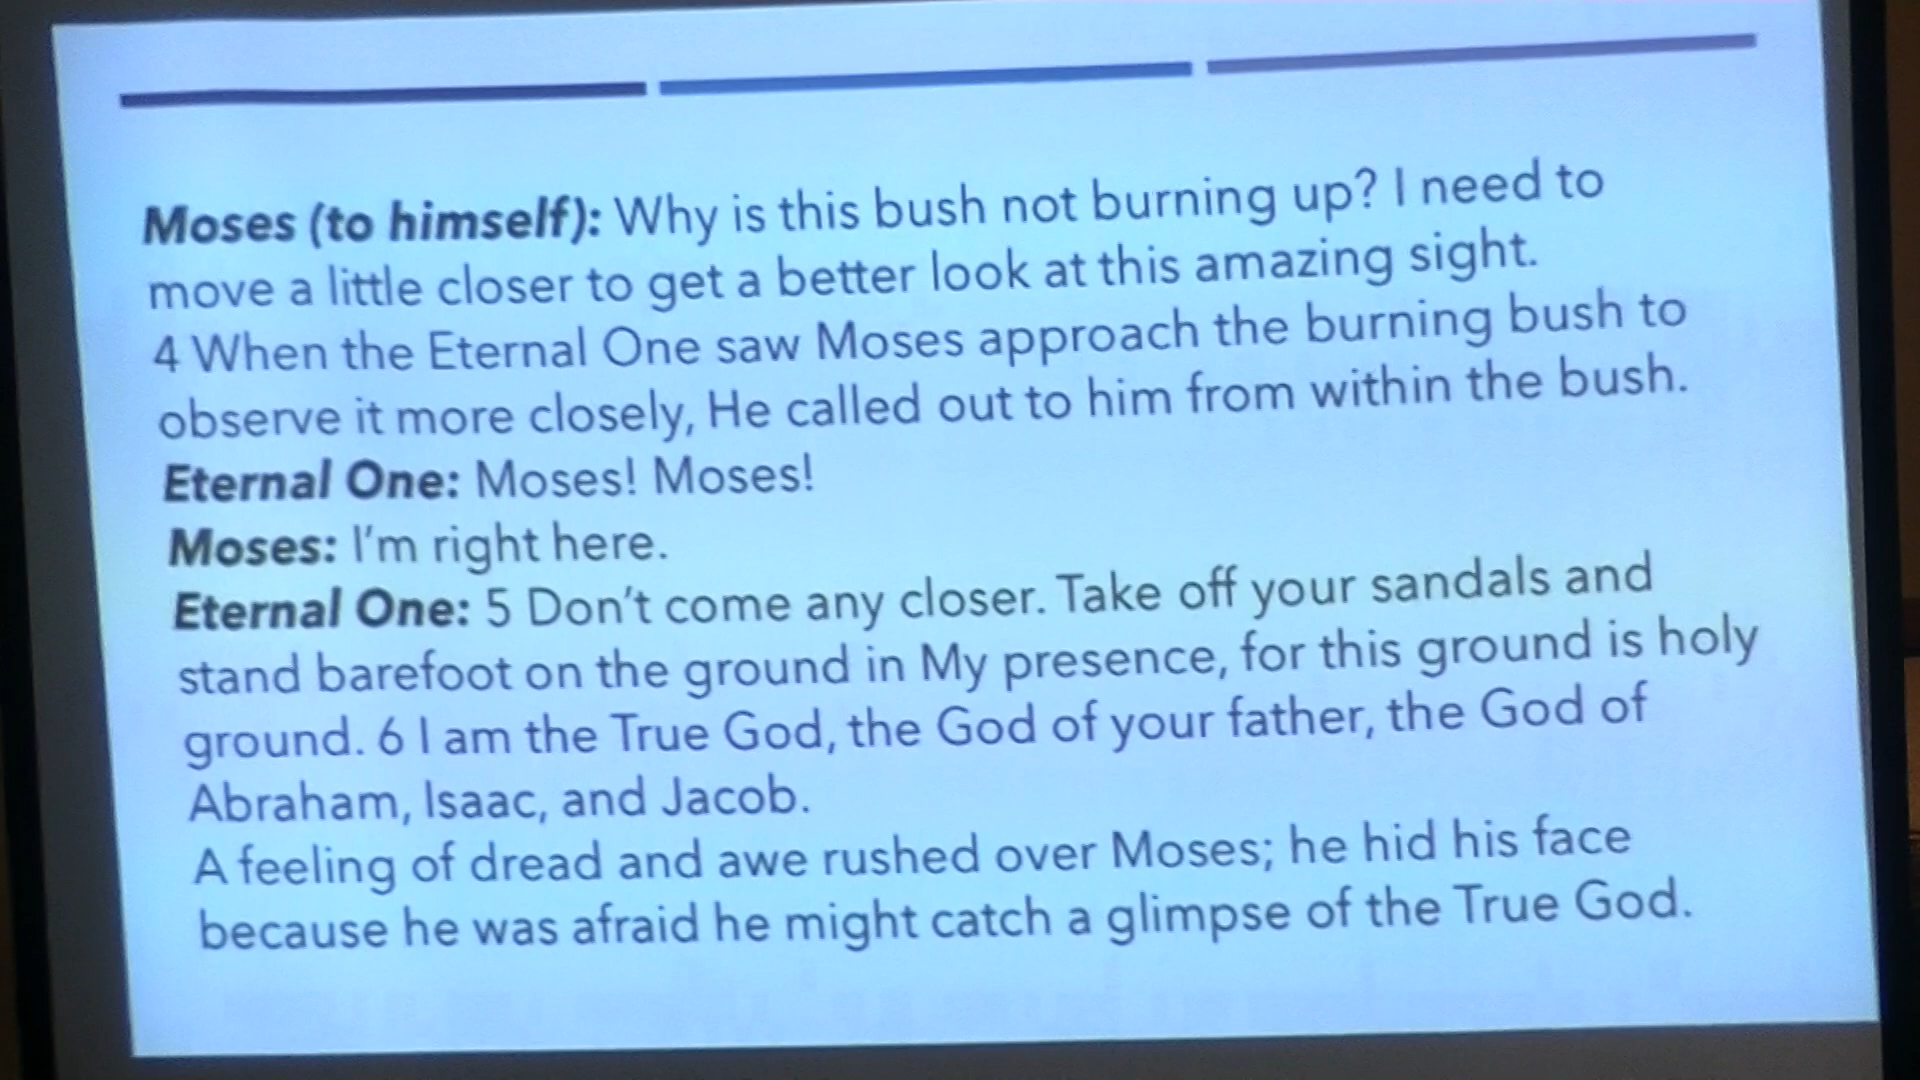 Moses (to himself): Why is this bush not burning up? I need to
move a little closer to get a better look at this amazing sight.
4 When the Eternal One saw Moses approach the burning bush to
observe it more closely, He called out to him from within the bush.
Eternal One: Moses! Moses!
Moses: I'm right here.
Eternal One: 5 Don't come any closer. Take off your sandals and
stand barefoot on the ground in My presence, for this ground is holy
ground. 6 I am the True God, the God of your father, the God of
Abraham, Isaac, and Jacob.
A feeling of dread and awe rushed over Moses; he hid his face
because he was afraid he might catch a glimpse of the True God.